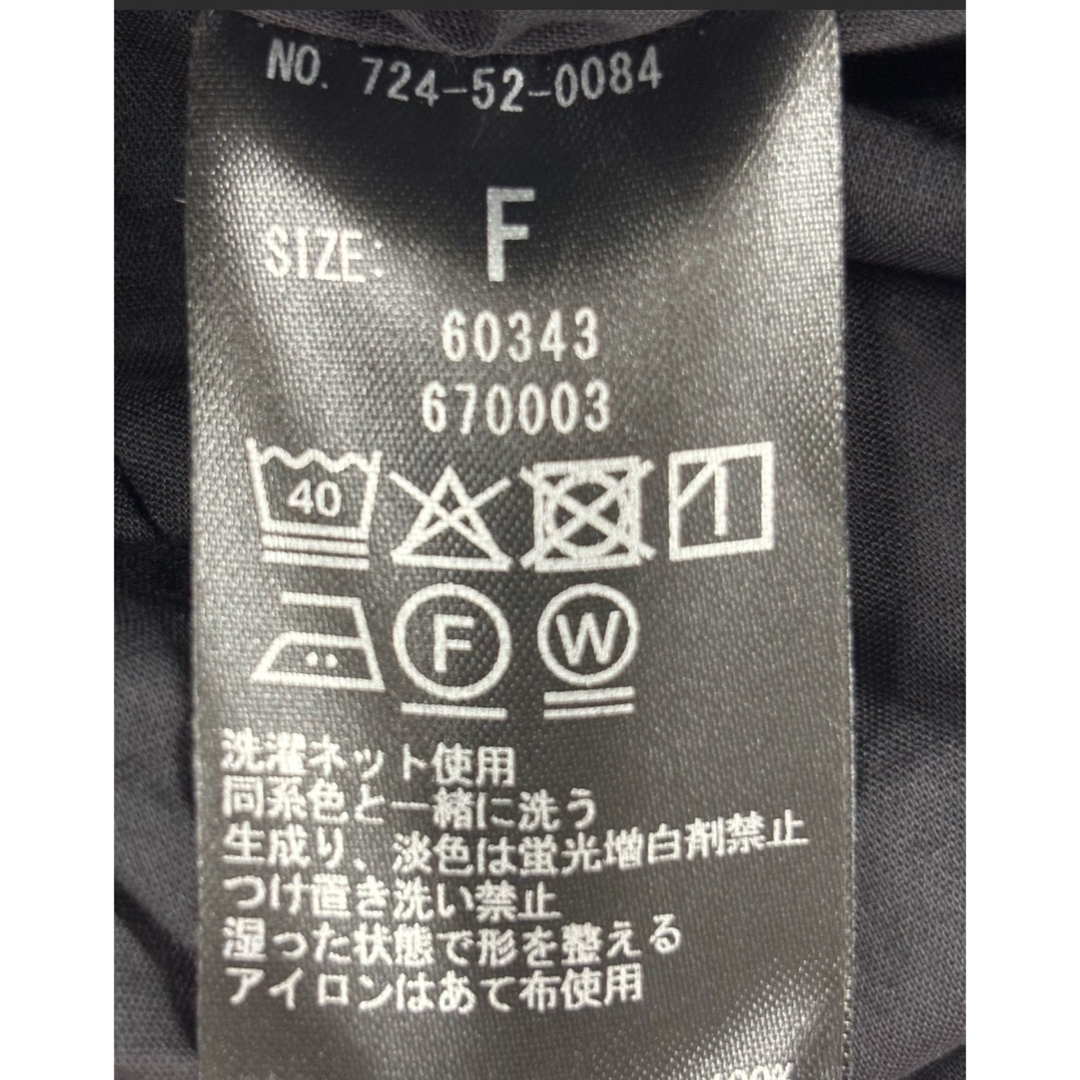 NO. 724-52-0084
SIZE: F
60343
670003
40
F W
洗濯ネット使用
同系色と一緒に洗う
生成り、淡色は蛍光増白剤禁止
つけ置き洗い禁止
湿った状態で形を整える
アイロンはあて布使用